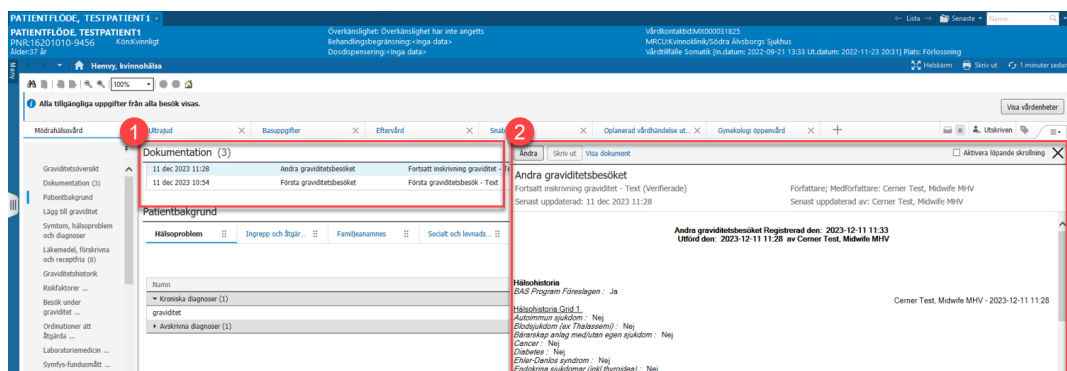 PATIENTFLÖDE, TESTPATIENT1 ×
← Lista → Senaste Namn
PATIENTFLÖDE, TESTPATIENT1
PNR:16201010-9456 Kön:Kvinnligt
Ålder:37 år
Överkänslighet: Överkänslighet har inte angetts
Behandlingsbegränsning:<Inga data>
Dosdispensering:<Inga data>
Vårdkontaktid:MX000031825
MRCU:Kvinnoklinik/Södra Älvsborgs Sjukhus
Vårdtillfälle Somatik [In.datum: 2022-09-21 13:33 Ut.datum: 2022-11-23 20:31] Plats: Förlossning
Meny
Hemvy, kvinnohälsa
Helskärm Skriv ut 1 minuter sedan
100%
Alla tillgängliga uppgifter från alla besök visas.
Visa vårdenheter
Mödrahälsovård
Ultrajud
Basuppgifter
Eftervård
Snab
Oplanerad vårdhändelse ut...
Gynekologi öppenvård
Utskriven
1
2
Graviditetsöversikt
Dokumentation (3)
Patientbakgrund
Lägg till graviditet
Symtom, hälsoproblem
och diagnoser
Läkemedel, förskrivna
och receptfria (0)
Graviditetshistorik
Riskfaktorer ...
Besök under
graviditet ...
Ordinationer att
åtgärda ...
Laboratoriemedicin ...
Symfys-fundusmått ...
Dokumentation (3)
11 dec 2023 11:28 Andra graviditetsbesöket Fortsatt inskrivning graviditet - Te
11 dec 2023 10:54 Första graviditetsbesöket Första graviditetsbesök - Text
Patientbakgrund
Hälsoproblem
Ingrepp och åtgär...
Familjeanamnes
Socialt och levnads...
Namn
Kroniska diagnoser (1)
graviditet
Avskrivna diagnoser (1)
Ändra Skriv ut Visa dokument
Aktivera löpande skrollning
Andra graviditetsbesöket
Fortsatt inskrivning graviditet - Text (Verifierade)
Författare; Medförfattare: Cerner Test, Midwife MHV
Senast uppdaterad: 11 dec 2023 11:28
Senast uppdaterad av: Cerner Test, Midwife MHV
Andra graviditetsbesöket Registrerad den: 2023-12-11 11:33
Utförd den: 2023-12-11 11:28 av Cerner Test, Midwife MHV
Hälsohistoria
BAS Program Föreslagen : Ja
Cerner Test, Midwife MHV - 2023-12-11 11:28
Hälsohistoria Grid 1
Autoimmun sjukdom : Nej
Blodsjukdom (ex Thalassemi) : Nej
Bärarskap anlag med/utan egen sjukdom : Nej
Cancer : Nej
Diabetes : Nej
Ehler-Danlos syndrom : Nej
Endokrina sjukdomar (inkl thyroidea) : Nej